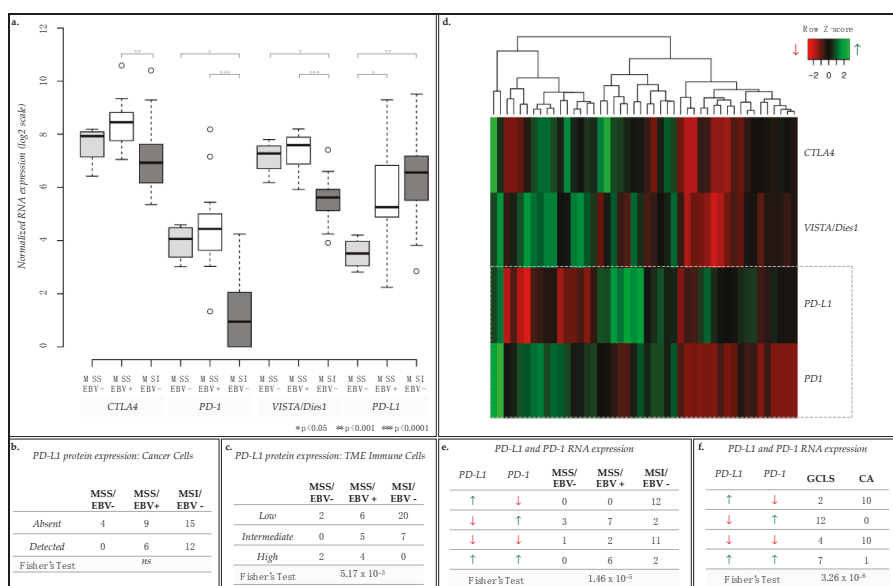 a.
Normalized RNA expression (log2 scale)
12
10
8
6
4
2
0
** * * **
*** *** *
MSS MSS MSI MSS MSS MSI MSS MSS MSI MSS MSS MSI
EBV- EBV+ EBV- EBV- EBV+ EBV- EBV- EBV+ EBV- EBV- EBV+ EBV-
CTLA4 PD-1 VISTA/Dies1 PD-L1
*p<0.05 **p<0.001 ***p<0.0001
d.
Row Z-score
↓ ↑
-2 0 2
CTLA4
VISTA/Dies1
PD-L1
PD1
b.
PD-L1 protein expression: Cancer Cells
MSS/ MSS/ MSI/
EBV- EBV+ EBV -
Absent 4 9 15
Detected 0 6 12
Fisher's Test ns
c.
PD-L1 protein expression: TME Immune Cells
MSS/ MSS/ MSI/
EBV- EBV + EBV -
Low 2 6 20
Intermediate 0 5 7
High 2 4 0
Fisher's Test 5.17 x 10⁻³
e.
PD-L1 and PD-1 RNA expression
MSS/ MSS/ MSI/
PD-L1 PD-1 EBV- EBV + EBV -
↑ ↓ 0 0 12
↓ ↑ 3 7 2
↓ ↓ 1 2 11
↑ ↑ 0 6 2
Fisher's Test 1.46 x 10⁻⁵
f.
PD-L1 and PD-1 RNA expression
PD-L1 PD-1 GCLS CA
↑ ↓ 2 10
↓ ↑ 12 0
↓ ↓ 4 10
↑ ↑ 7 1
Fisher's Test 3.26 x 10⁻⁶